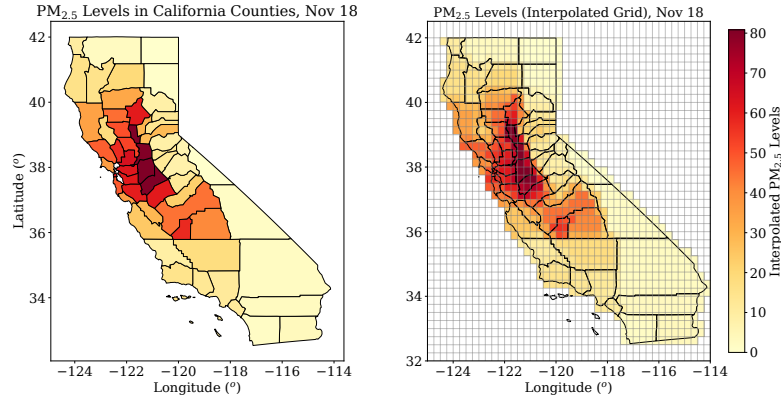 PM2.5 Levels in California Counties, Nov 18
42
40
38
36
34
Latitude (o)
−124 −122 −120 −118 −116 −114
Longitude (o)
PM2.5 Levels (Interpolated Grid), Nov 18
42
40
38
36
34
32
−124 −122 −120 −118 −116 −114
Longitude (o)
80
70
60
50
40
30
20
10
0
Interpolated PM2.5 Levels